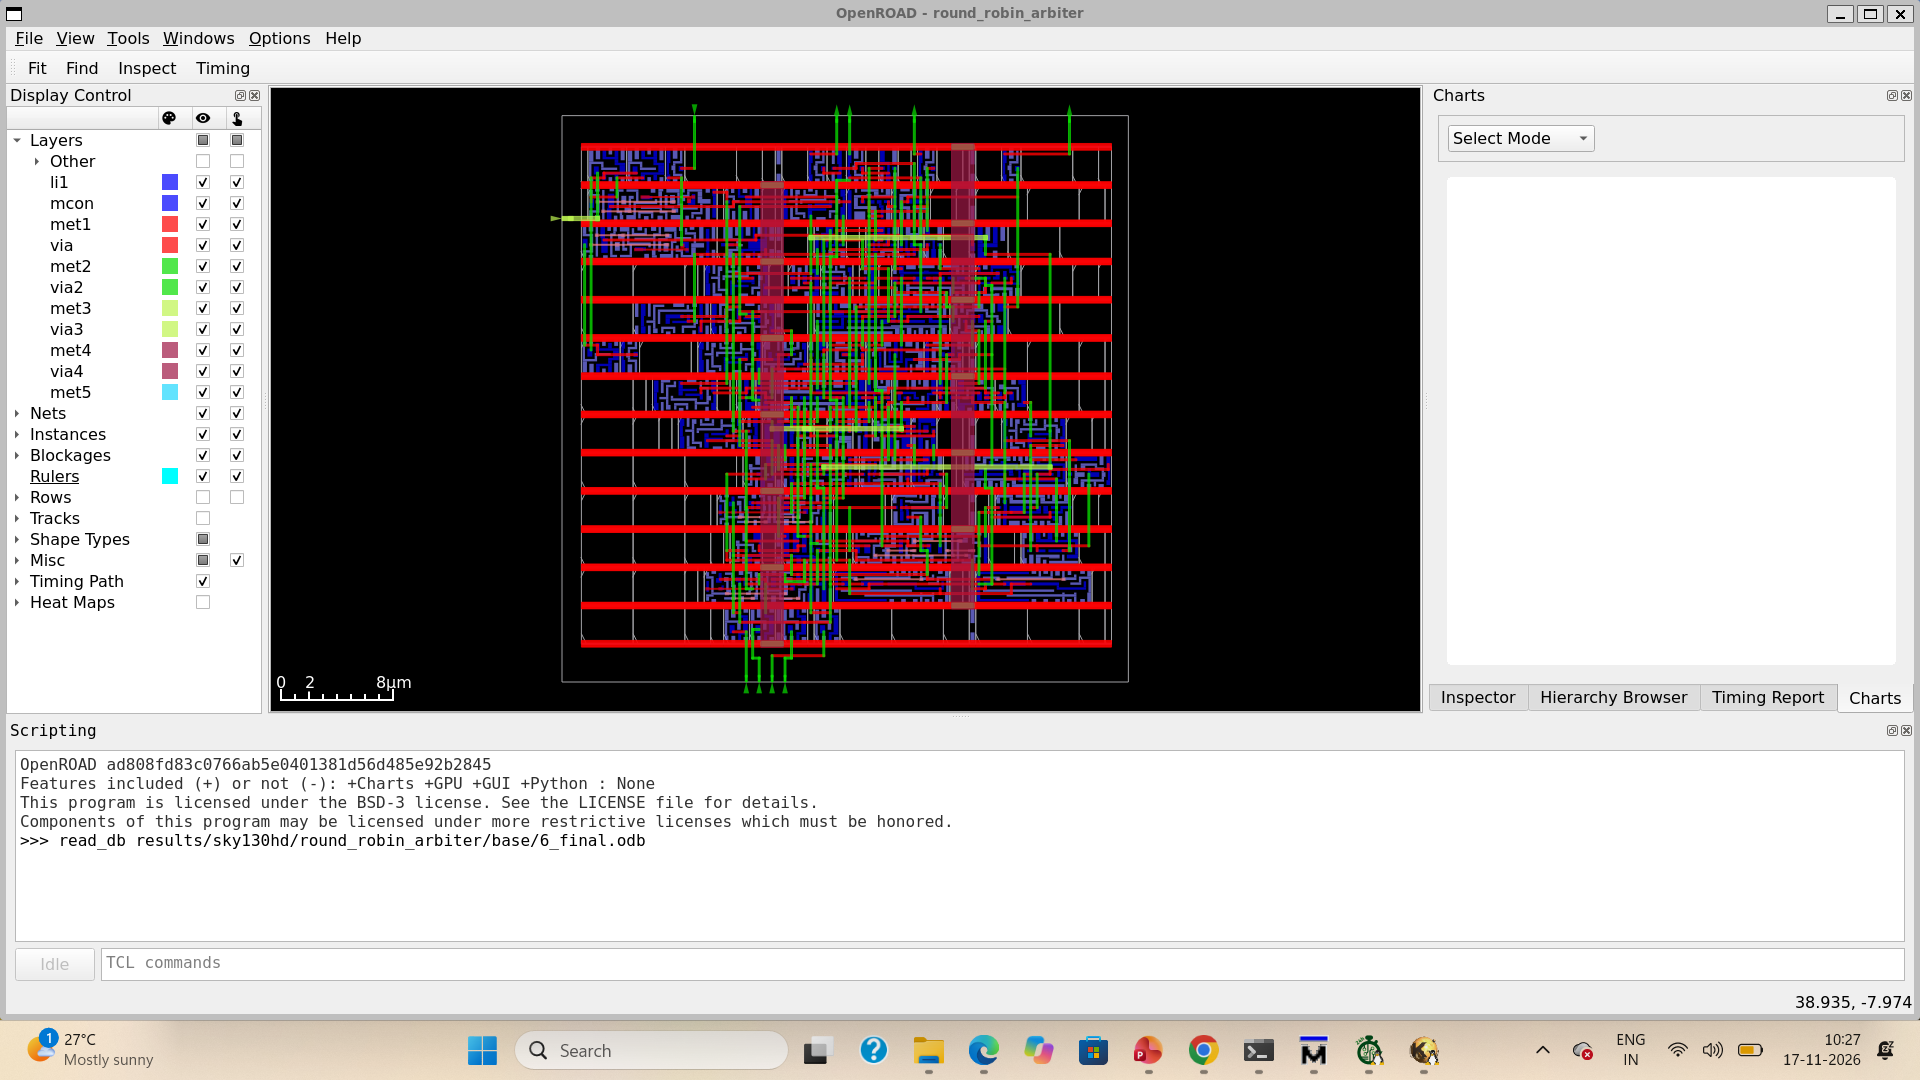 OpenROAD - round_robin_arbiter
File View Tools Windows Options Help
Fit Find Inspect Timing
Display Control
Layers
Other
li1
mcon
met1
via
met2
via2
met3
via3
met4
via4
met5
Nets
Instances
Blockages
Rulers
Rows
Tracks
Shape Types
Misc
Timing Path
Heat Maps
0 2 8μm
Charts
Select Mode
Inspector Hierarchy Browser Timing Report Charts
Scripting
OpenROAD ad808fd83c0766ab5e0401381d56d485e92b2845
Features included (+) or not (-): +Charts +GPU +GUI +Python : None
This program is licensed under the BSD-3 license. See the LICENSE file for details.
Components of this program may be licensed under more restrictive licenses which must be honored.
>>> read_db results/sky130hd/round_robin_arbiter/base/6_final.odb
Idle TCL commands
38.935, -7.974
1
27°C
Mostly sunny
Search
ENG
IN
10:27
17-11-2026